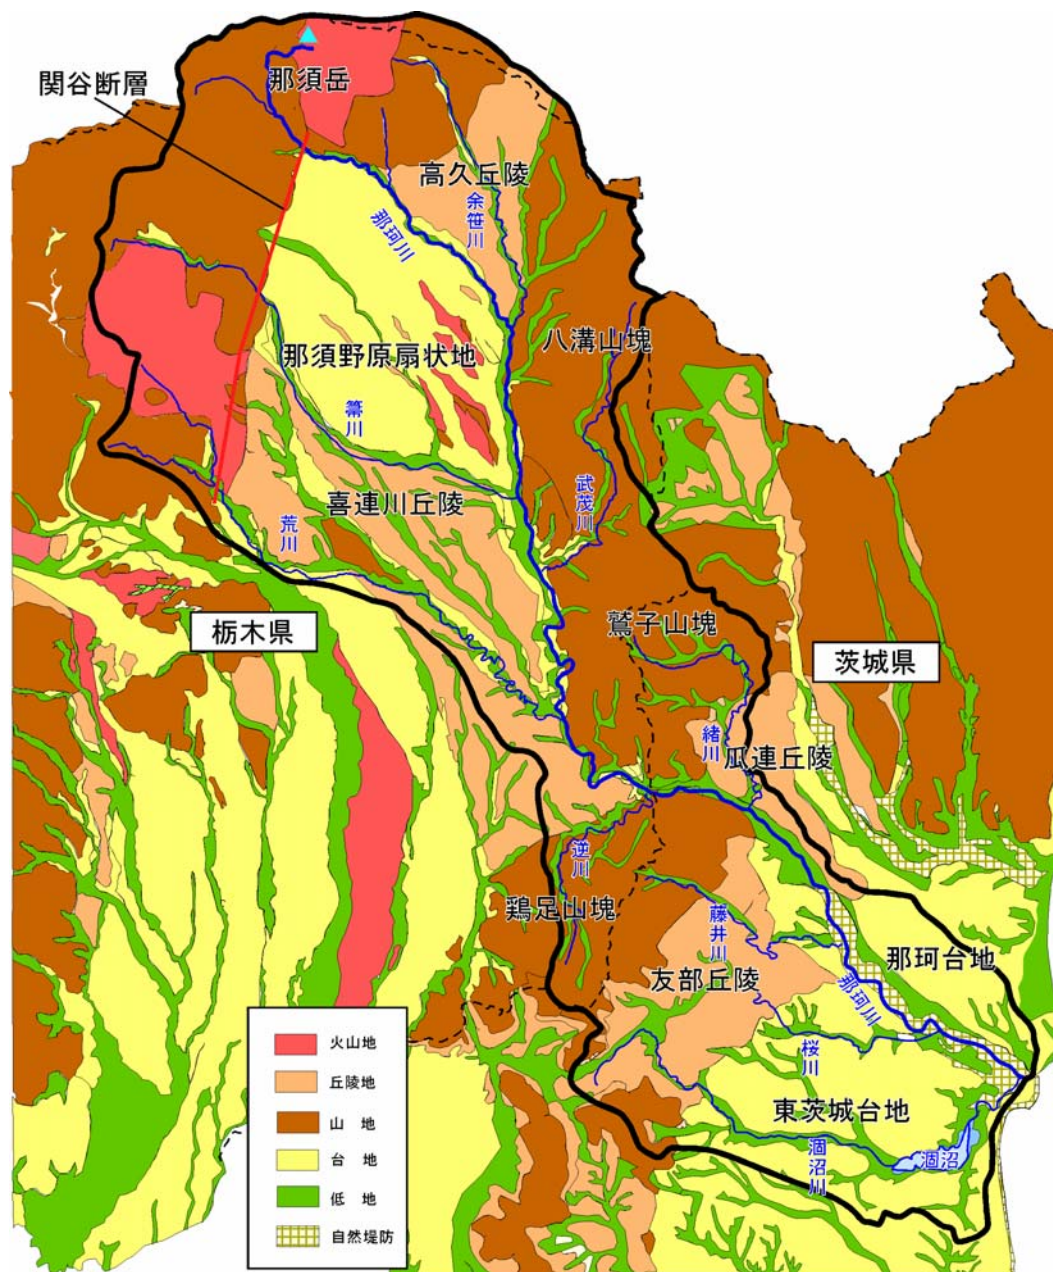 那須岳
関谷断層
高久丘陵
余笹川
那珂川
八溝山塊
那須野原扇状地
箒川
武茂川
喜連川丘陵
荒川
栃木県
鷲子山塊
茨城県
緒川
瓜連丘陵
逆川
鶏足山塊
藤井川
那珂台地
友部丘陵
那珂川
桜川
東茨城台地
涸沼川
涸沼
火山地
丘陵地
山 地
台 地
低 地
自然堤防